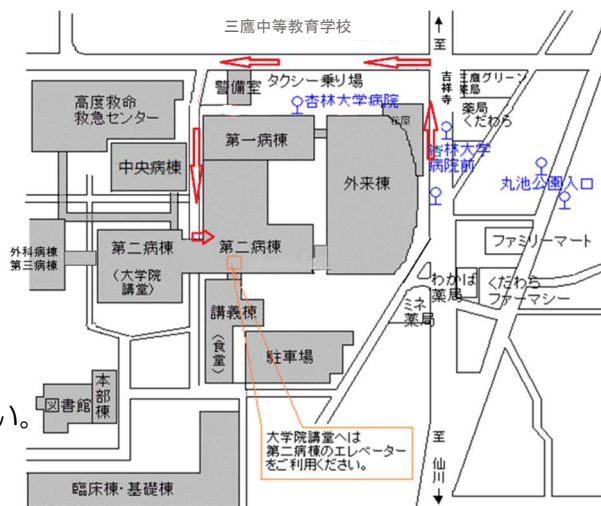 三鷹中等教育学校
至
吉祥寺
警備室
タクシー乗り場
三鷹グリーン
薬局
高度救命
救急センター
杏林大学病院
薬局
くだわら
第一病棟
杏林大学
病院前
中央病棟
外来棟
丸池公園入口
外科病棟
第三病棟
第二病棟
(大学院
講堂)
第二病棟
ファミリーマート
わかば
薬局
くだわら
ファーマシー
講義棟
(食堂)
ミネ
薬局
駐車場
図書館
本部棟
い。
大学院講堂へは
第二病棟のエレベーター
をご利用ください。
至
仙川
臨床棟・基礎棟